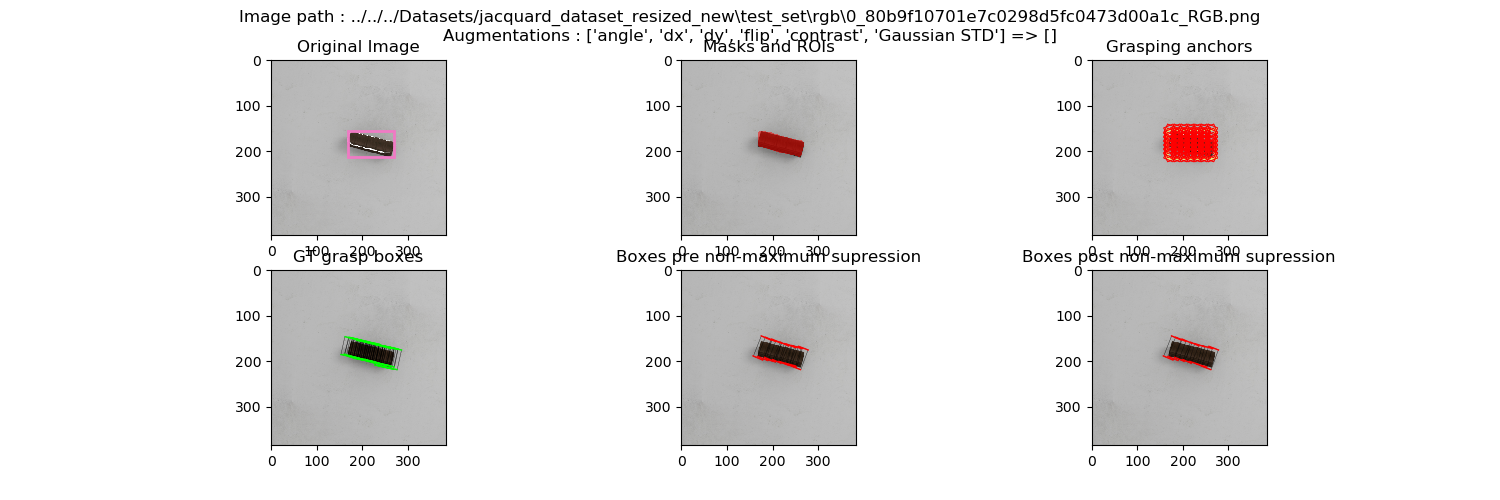 Image path : ../../../Datasets/jacquard_dataset_resized_new\test_set\rgb\0_80b9f10701e7c0298d5fc0473d00a1c_RGB.png
Augmentations : ['angle', 'dx', 'dy', 'flip', 'contrast', 'Gaussian STD'] => []
Original Image
Masks and ROIs
Grasping anchors
0
100
200
300
0 100 200 300
0
100
200
300
0 100 200 300
0
100
200
300
0 100 200 300
GT grasp boxes
Boxes pre non-maximum supression
Boxes post non-maximum supression
0
100
200
300
0 100 200 300
0
100
200
300
0 100 200 300
0
100
200
300
0 100 200 300